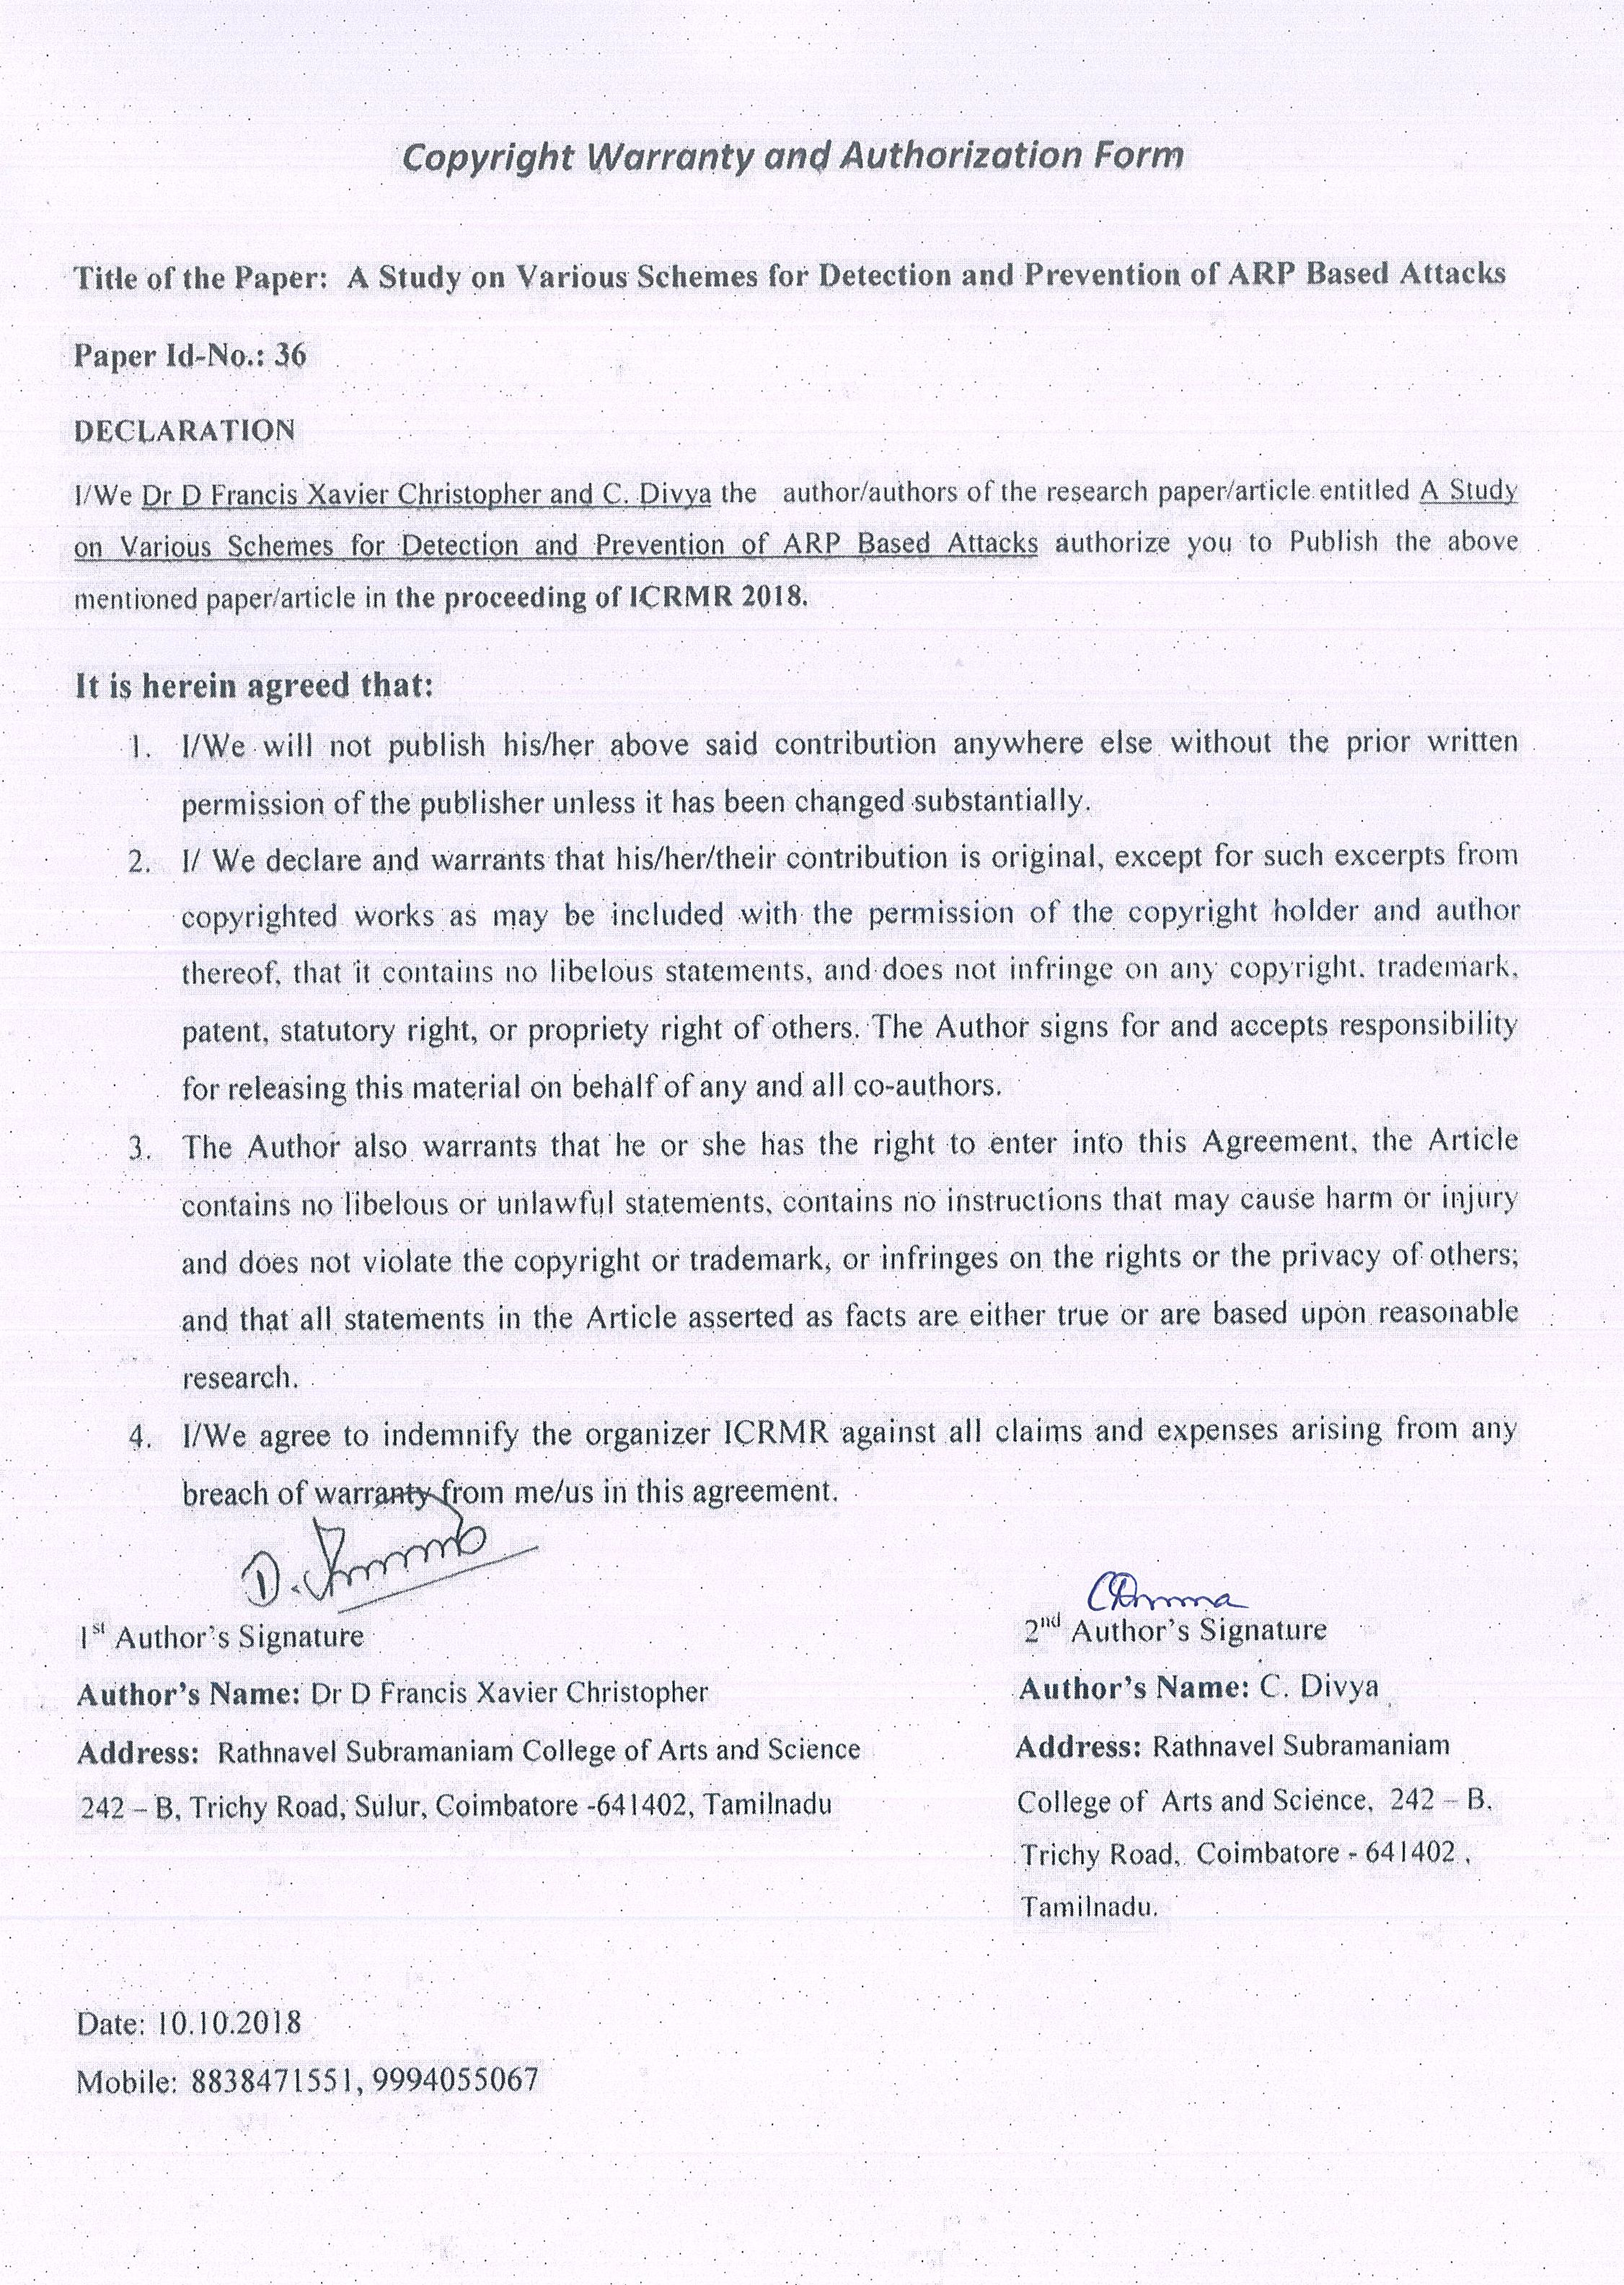 Copyright Warranty and Authorization Form
Title of the Paper: A Study on Various Schemes for Detection and Prevention of ARP Based Attacks
Paper Id-No.: 36
DECLARATION
I/We Dr D Francis Xavier Christopher and C. Divya the author/authors of the research paper/article entitled A Study
on Various Schemes for Detection and Prevention of ARP Based Attacks authorize you to Publish the above
mentioned paper/article in the proceeding of ICRMR 2018.
It is herein agreed that:
1. I/We will not publish his/her above said contribution anywhere else without the prior written
permission of the publisher unless it has been changed substantially.
2. I/ We declare and warrants that his/her/their contribution is original, except for such excerpts from
copyrighted works as may be included with the permission of the copyright holder and author
thereof, that it contains no libelous statements, and does not infringe on any copyright, trademark,
patent, statutory right, or propriety right of others. The Author signs for and accepts responsibility
for releasing this material on behalf of any and all co-authors.
3. The Author also warrants that he or she has the right to enter into this Agreement, the Article
contains no libelous or unlawful statements, contains no instructions that may cause harm or injury
and does not violate the copyright or trademark, or infringes on the rights or the privacy of others;
and that all statements in the Article asserted as facts are either true or are based upon reasonable
research.
4. I/We agree to indemnify the organizer ICRMR against all claims and expenses arising from any
breach of warranty from me/us in this agreement.
1st Author's Signature
Author's Name: Dr D Francis Xavier Christopher
Address: Rathnavel Subramaniam College of Arts and Science
242 – B, Trichy Road, Sulur, Coimbatore -641402, Tamilnadu
2nd Author's Signature
Author's Name: C. Divya
Address: Rathnavel Subramaniam
College of Arts and Science, 242 – B,
Trichy Road, Coimbatore - 641402 ,
Tamilnadu.
Date: 10.10.2018
Mobile: 8838471551, 9994055067